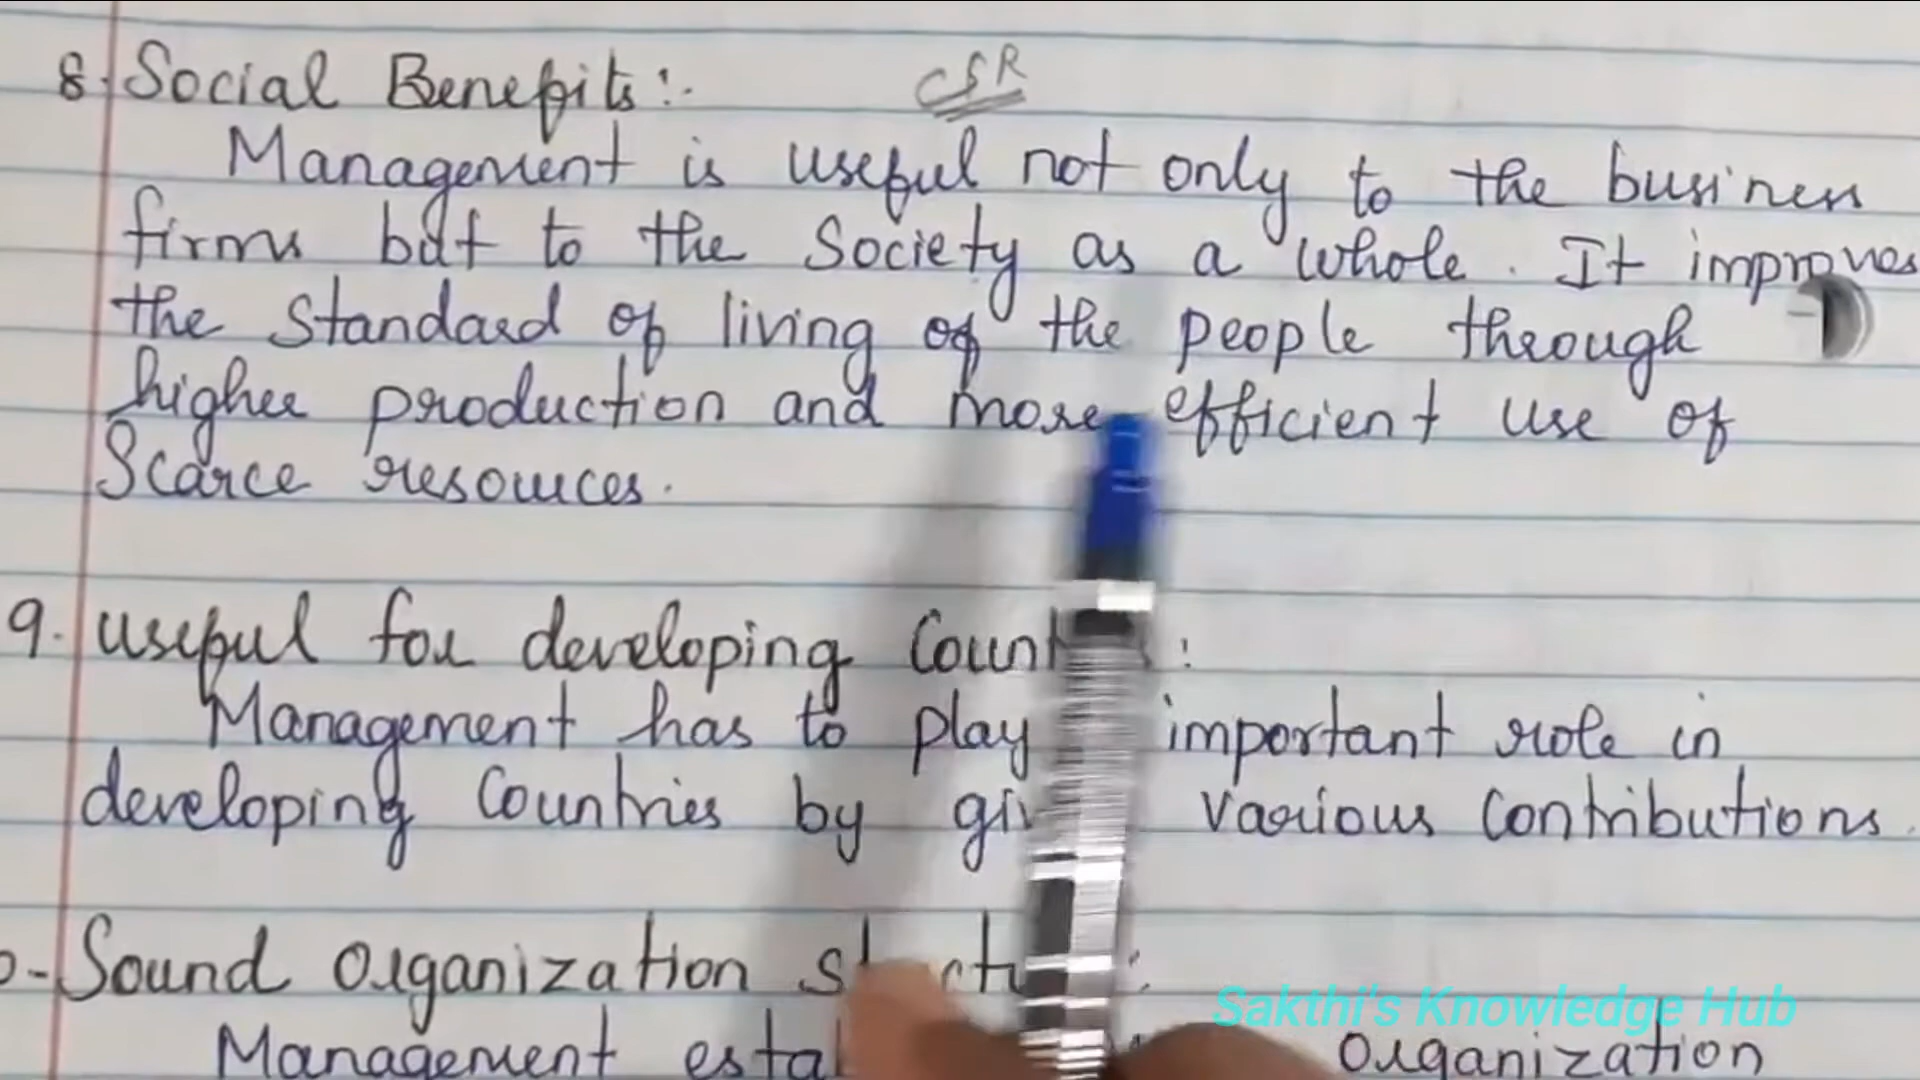 8. Social Benefits:. CSR
Management is useful not only to the business
firms but to the Society as a whole. It improves
the Standard of living of the people through
higher production and more efficient use of
Scarce resources.
9. Useful for developing
Management has to play important role in
developing Countries by various Contributions.
Sound Organization
Management Organization
Sakthi's Knowledge Hub